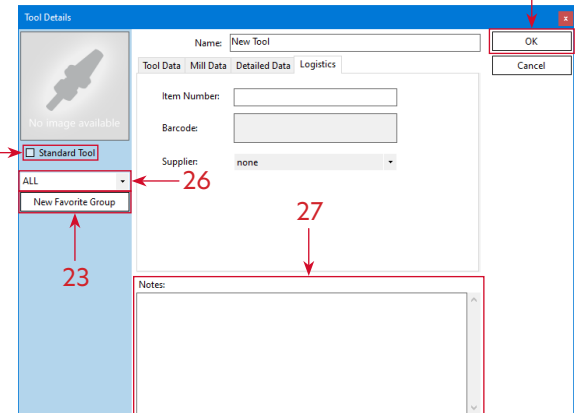 Tool Details
x
Name: New Tool
OK
Tool Data Mill Data Detailed Data Logistics
Cancel
Item Number:
No image available
Barcode:
Standard Tool
Supplier: none
ALL
26
New Favorite Group
27
23
Notes: